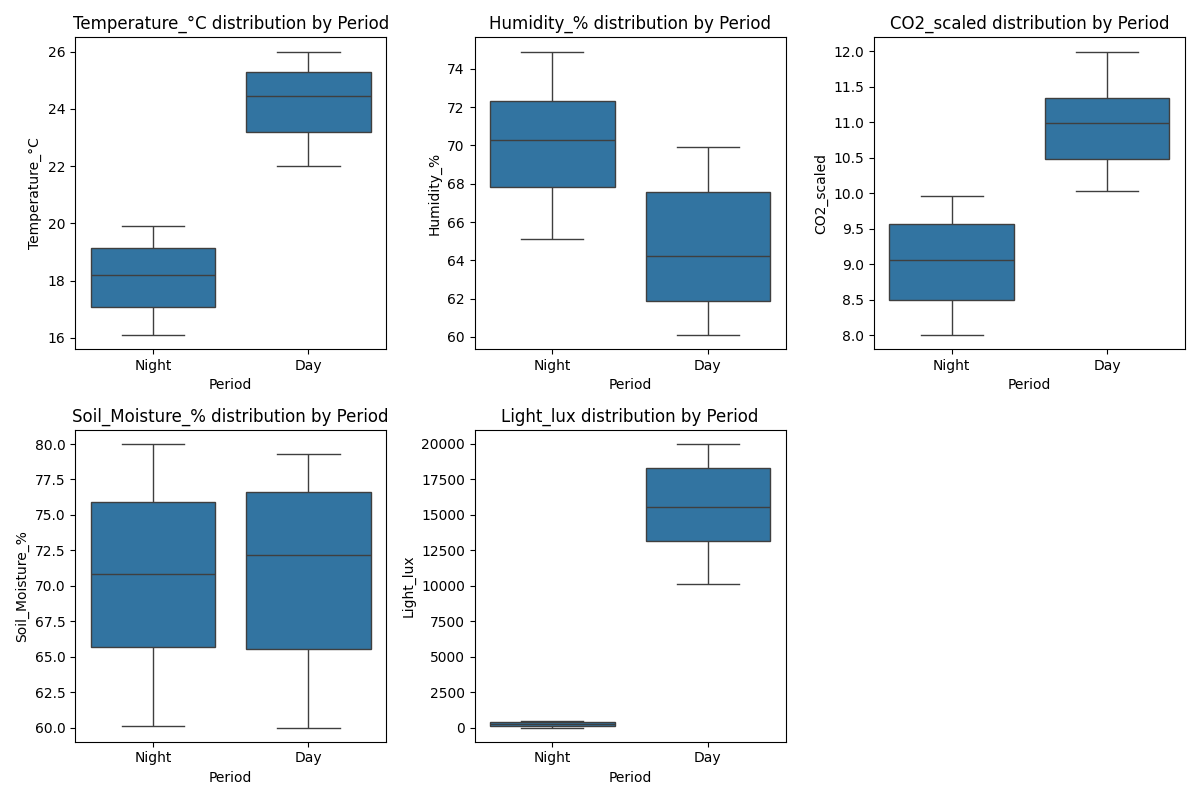 Temperature_°C distribution by Period
Temperature_°C
26
24
22
20
18
16
Night
Day
Period
Humidity_% distribution by Period
Humidity_%
74
72
70
68
66
64
62
60
Night
Day
Period
CO2_scaled distribution by Period
CO2_scaled
12.0
11.5
11.0
10.5
10.0
9.5
9.0
8.5
8.0
Night
Day
Period
Soil_Moisture_% distribution by Period
Soil_Moisture_%
80.0
77.5
75.0
72.5
70.0
67.5
65.0
62.5
60.0
Night
Day
Period
Light_lux distribution by Period
Light_lux
20000
17500
15000
12500
10000
7500
5000
2500
0
Night
Day
Period